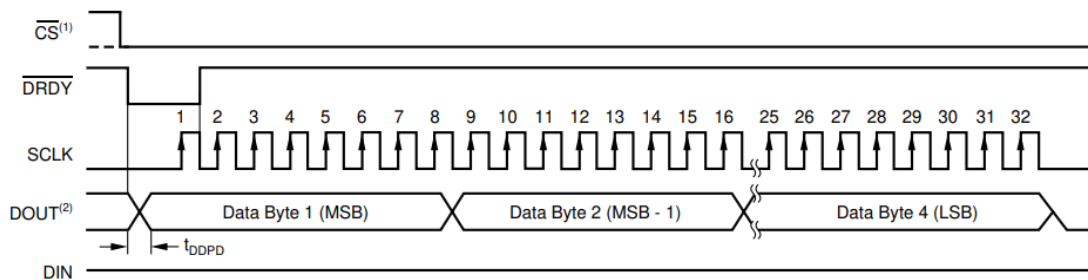 CS(1)
DRDY
1 2 3 4 5 6 7 8 9 10 11 12 13 14 15 16 25 26 27 28 29 30 31 32
SCLK
DOUT(2) Data Byte 1 (MSB) Data Byte 2 (MSB - 1) Data Byte 4 (LSB)
tDDPD
DIN